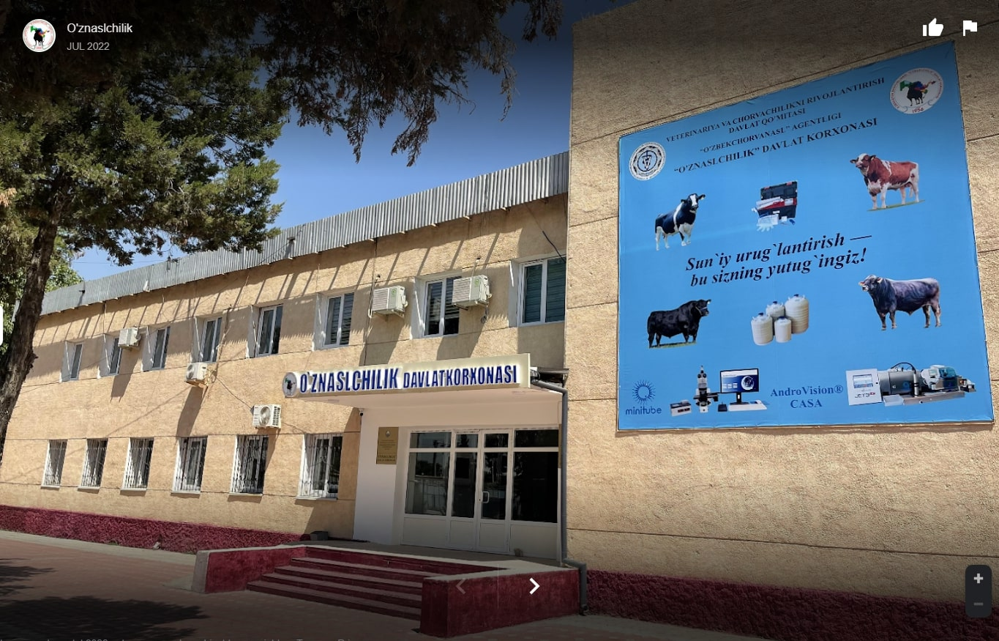 O'znaslchilik
JUL 2022
VETERINARIYA VA CHORVACHILIKNI RIVOJLANTIRISH
DAVLAT QO'MITASI
"O'ZBEKCHORVANASL" AGENTLIGI
"O'ZNASLCHILIK" DAVLAT KORXONASI
1954
Sun`iy urug`lantirish —
bu sizning yutug`ingiz!
minitube
AndroVision®
CASA
O'ZNASLCHILIK DAVLATKORXONASI